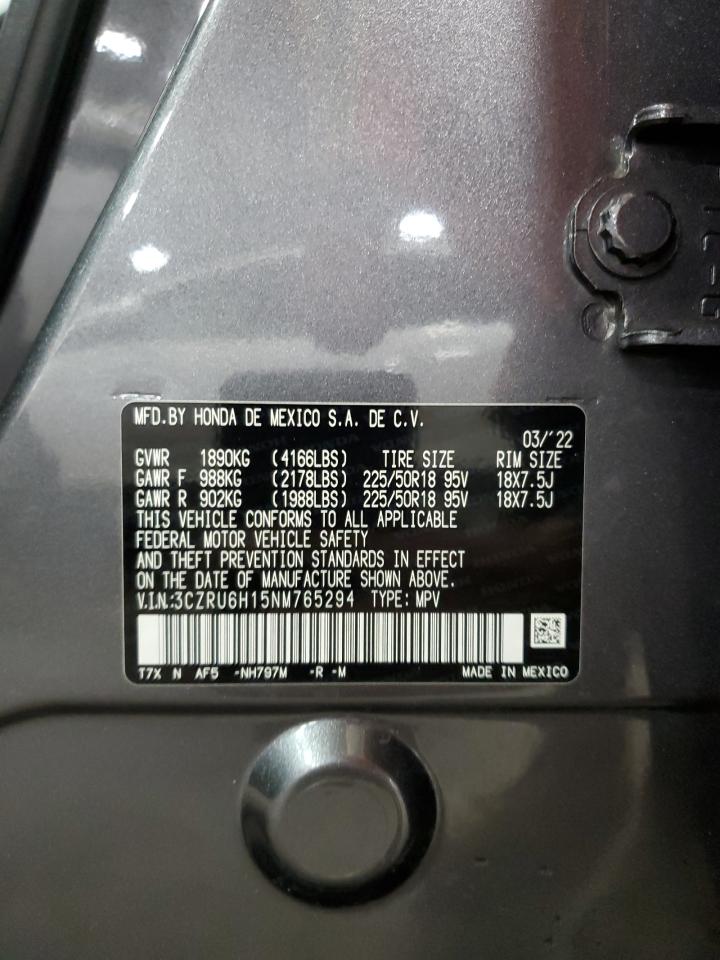 MFD.BY HONDA DE MEXICO S.A. DE C.V.
03/'22
GVWR 1890KG (4166LBS) TIRE SIZE RIM SIZE
GAWR F 988KG (2178LBS) 225/50R18 95V 18X7.5J
GAWR R 902KG (1988LBS) 225/50R18 95V 18X7.5J
THIS VEHICLE CONFORMS TO ALL APPLICABLE
FEDERAL MOTOR VEHICLE SAFETY
AND THEFT PREVENTION STANDARDS IN EFFECT
ON THE DATE OF MANUFACTURE SHOWN ABOVE.
V.I.N.:3CZRU6H15NM765294 TYPE: MPV
T7X N AF5 -NH797M -R -M MADE IN MEXICO